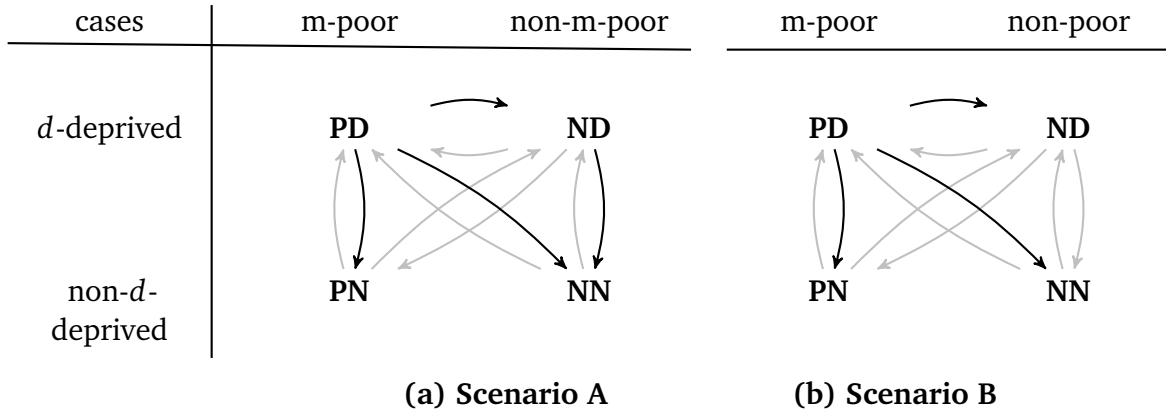 cases m-poor non-m-poor m-poor non-poor
d-deprived PD ND PD ND
non-d-
deprived PN NN PN NN
(a) Scenario A (b) Scenario B